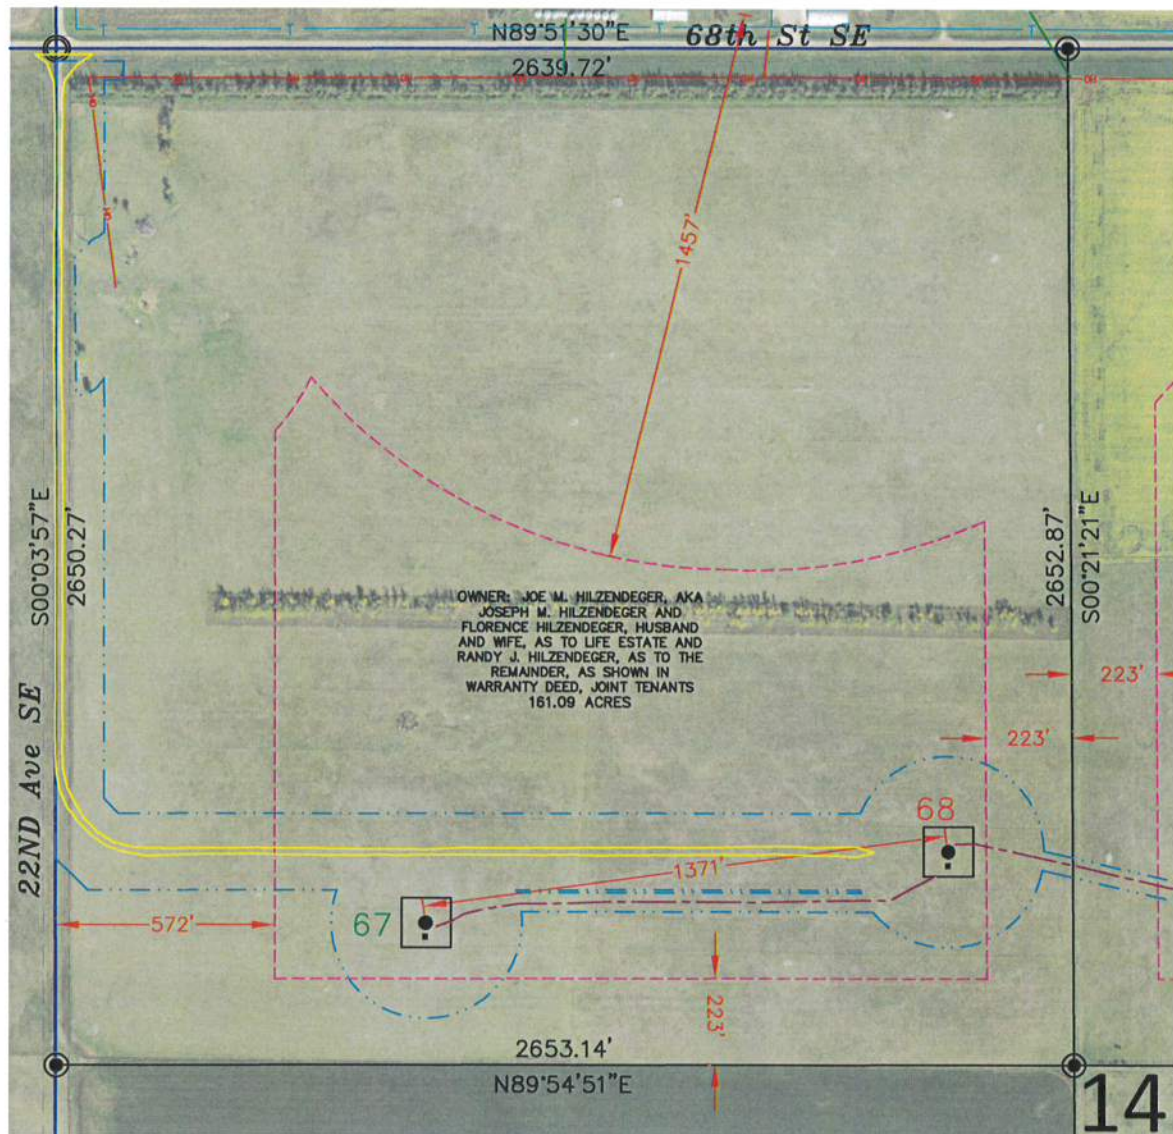 N89°51'30"E
68th St SE
2639.72'
1457'
S00°03'57"E
2650.27'
2652.87'
S00°21'21"E
OWNER: JOE M. HILZENDEGER, AKA
JOSEPH M. HILZENDEGER AND
FLORENCE HILZENDEGER, HUSBAND
AND WIFE, AS TO LIFE ESTATE AND
RANDY J. HILZENDEGER, AS TO THE
REMAINDER, AS SHOWN IN
WARRANTY DEED, JOINT TENANTS
161.09 ACRES
223'
223'
22ND Ave SE
68
1371'
67
572'
223'
2653.14'
N89°54'51"E
14